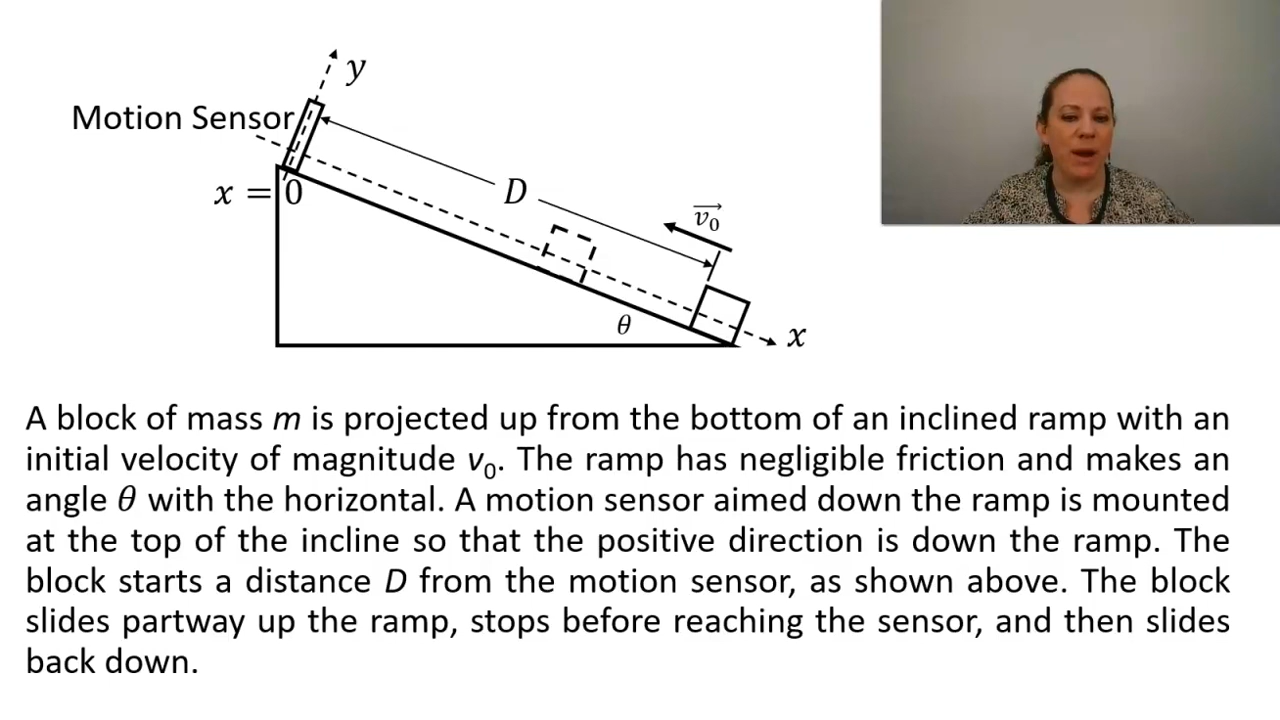 y
Motion Sensor
D
x = 0
v₀
θ
x
A block of mass m is projected up from the bottom of an inclined ramp with an
initial velocity of magnitude v₀. The ramp has negligible friction and makes an
angle θ with the horizontal. A motion sensor aimed down the ramp is mounted
at the top of the incline so that the positive direction is down the ramp. The
block starts a distance D from the motion sensor, as shown above. The block
slides partway up the ramp, stops before reaching the sensor, and then slides
back down.